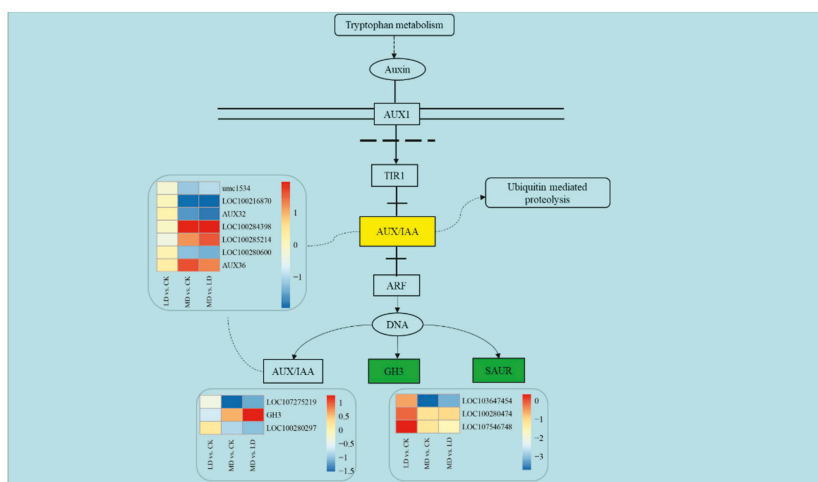 Tryptophan metabolism
Auxin
AUX1
TIR1
Ubiquitin mediated
proteolysis
AUX/IAA
ARF
DNA
AUX/IAA
GH3
SAUR
umc1534
LOC100216870
AUX32
LOC100284398
LOC100285214
LOC100280600
AUX36
1
0
−1
LD vs. CK
MD vs. CK
MD vs. LD
LOC107275219
GH3
LOC100280297
1
0.5
0
−0.5
−1
−1.5
LD vs. CK
MD vs. CK
MD vs. LD
LOC103647454
LOC100280474
LOC107546748
0
−1
−2
−3
LD vs. CK
MD vs. CK
MD vs. LD